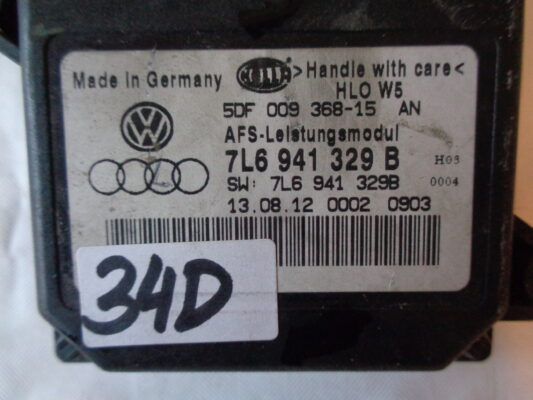 Made in Germany HELLA >Handle with care<
HLO W5
5DF 009 368-15 AN
AFS-Leistungsmodul
7L6 941 329 B H03
SW: 7L6 941 329B 0004
13.08.12 0002 0903
34D